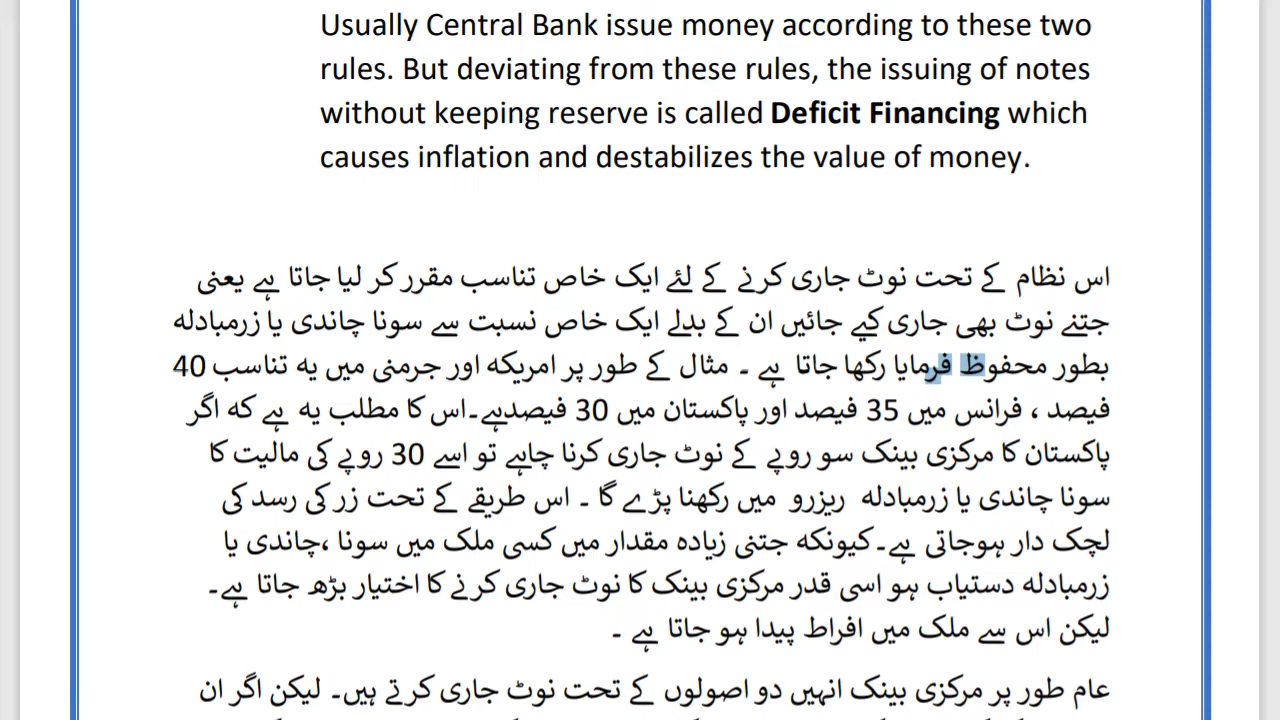 Usually Central Bank issue money according to these two
rules. But deviating from these rules, the issuing of notes
without keeping reserve is called Deficit Financing which
causes inflation and destabilizes the value of money.
اس نظام کے تحت نوٹ جاری کرنے کے لئے ایک خاص تناسب مقرر کر لیا جاتا ہے یعنی
جتنے نوٹ بھی جاری کیے جائیں ان کے بدلے ایک خاص نسبت سے سونا چاندی یا زرمبادلہ
بطور محفوظ فرمایا رکھا جاتا ہے ۔ مثال کے طور پر امریکہ اور جرمنی میں یہ تناسب 40
فیصد ، فرانس میں 35 فیصد اور پاکستان میں 30 فیصدہے۔اس کا مطلب یہ ہے کہ اگر
پاکستان کا مرکزی بینک سو روپے کے نوٹ جاری کرنا چاہے تو اسے 30 روپے کی مالیت کا
سونا چاندی یا زرمبادلہ ریزرو میں رکھنا پڑے گا ۔ اس طریقے کے تحت زر کی رسد کی
لچک دار ہوجاتی ہے۔کیونکہ جتنی زیادہ مقدار میں کسی ملک میں سونا ،چاندی یا
زرمبادلہ دستیاب ہو اسی قدر مرکزی بینک کا نوٹ جاری کرنے کا اختیار بڑھ جاتا ہے۔
لیکن اس سے ملک میں افراط پیدا ہو جاتا ہے ۔
عام طور پر مرکزی بینک انہیں دو اصولوں کے تحت نوٹ جاری کرتے ہیں۔ لیکن اگر ان